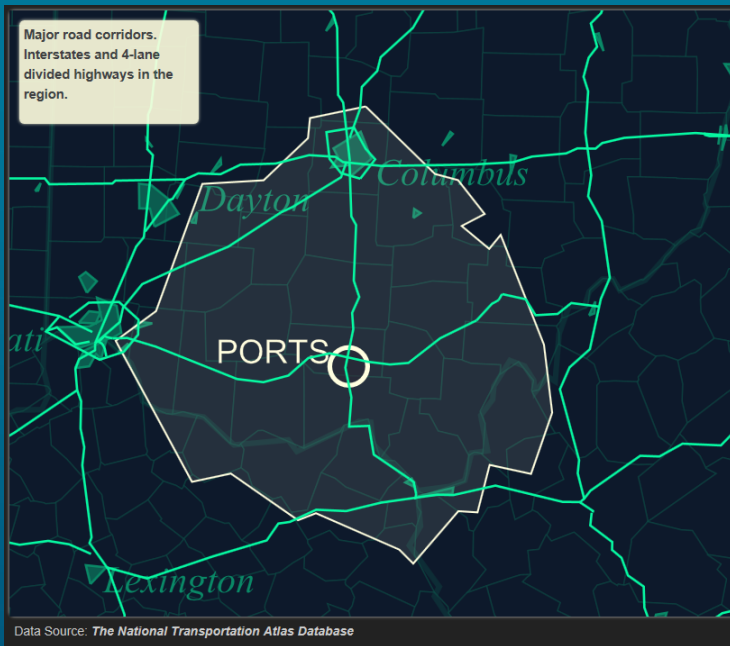 Major road corridors.
Interstates and 4-lane
divided highways in the
region.
Columbus
Dayton
ati
PORTS
Lexington
Data Source: The National Transportation Atlas Database